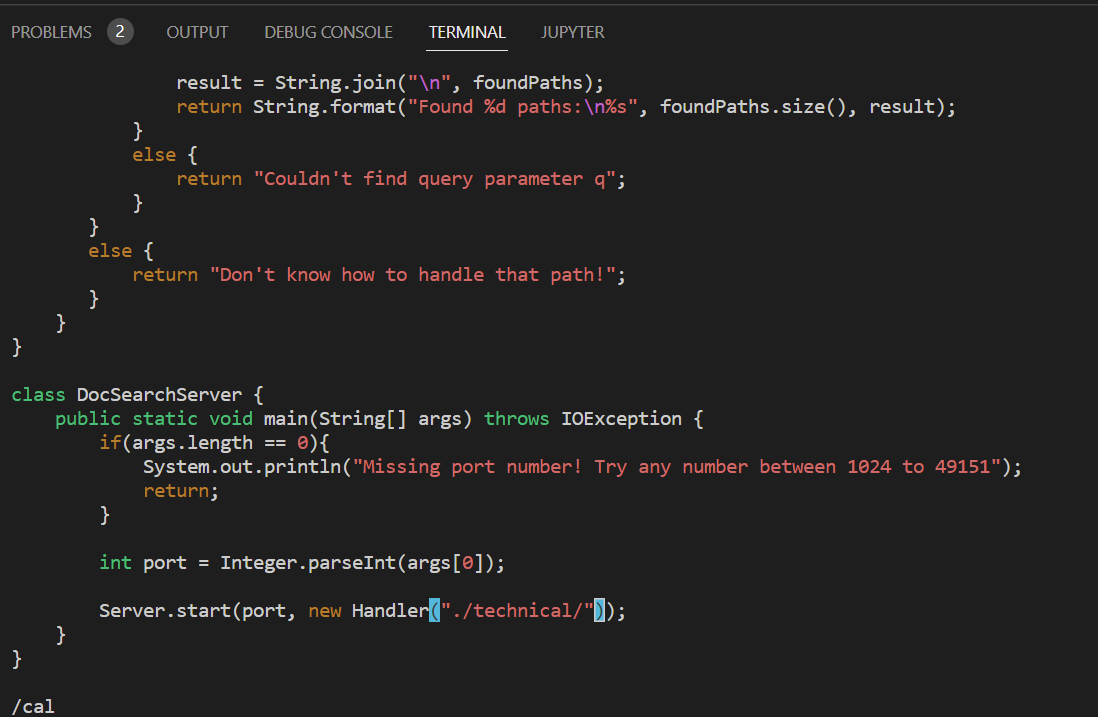 PROBLEMS 2 OUTPUT DEBUG CONSOLE TERMINAL JUPYTER
            result = String.join("\n", foundPaths);
            return String.format("Found %d paths:\n%s", foundPaths.size(), result);
        }
        else {
            return "Couldn't find query parameter q";
        }
    }
    else {
        return "Don't know how to handle that path!";
    }
  }
}
class DocSearchServer {
    public static void main(String[] args) throws IOException {
        if(args.length == 0){
            System.out.println("Missing port number! Try any number between 1024 to 49151");
            return;
        }
        int port = Integer.parseInt(args[0]);
        Server.start(port, new Handler("./technical/"));
    }
}
/cal